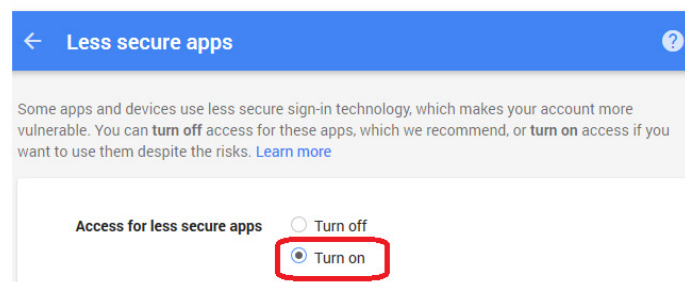 Less secure apps
Some apps and devices use less secure sign-in technology, which makes your account more
vulnerable. You can turn off access for these apps, which we recommend, or turn on access if you
want to use them despite the risks. Learn more
Access for less secure apps
Turn off
Turn on